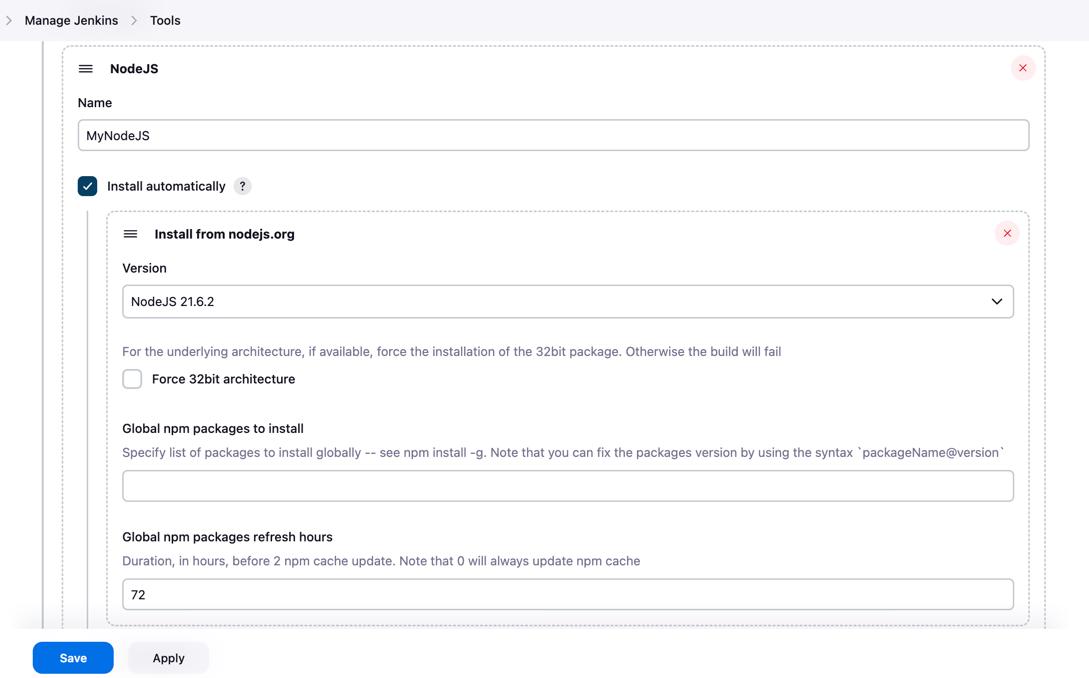 Manage Jenkins
Tools
NodeJS
Name
MyNodeJS
Install automatically ?
Install from nodejs.org
Version
NodeJS 21.6.2
For the underlying architecture, if available, force the installation of the 32bit package. Otherwise the build will fail
Force 32bit architecture
Global npm packages to install
Specify list of packages to install globally -- see npm install -g. Note that you can fix the packages version by using the syntax `packageName@version`
Global npm packages refresh hours
Duration, in hours, before 2 npm cache update. Note that 0 will always update npm cache
72
Save
Apply